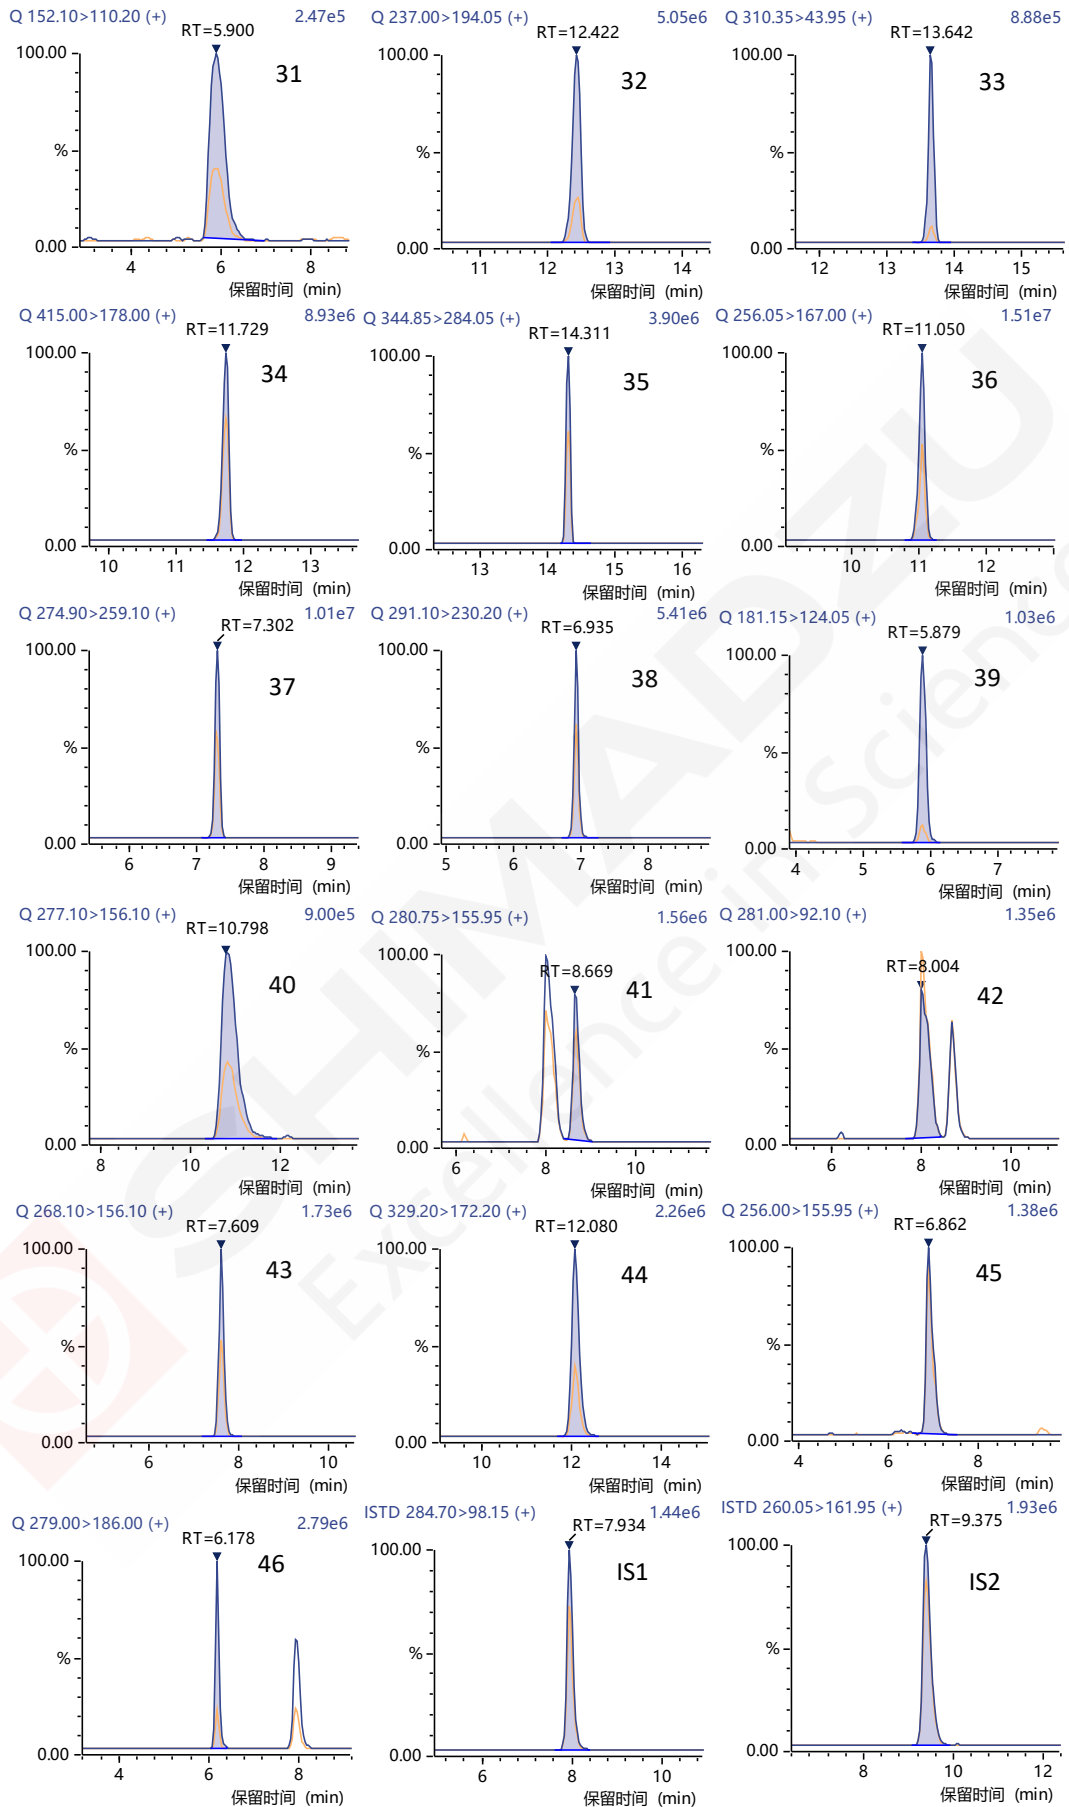 Q 152.10>110.20 (+) 2.47e5
RT=5.900
31
100.00
%
0.00
4 6 8
保留时间 (min)
Q 237.00>194.05 (+) 5.05e6
RT=12.422
32
100.00
%
0.00
11 12 13 14
保留时间 (min)
Q 310.35>43.95 (+) 8.88e5
RT=13.642
33
100.00
%
0.00
12 13 14 15
保留时间 (min)
Q 415.00>178.00 (+) 8.93e6
RT=11.729
34
100.00
%
0.00
10 11 12 13
保留时间 (min)
Q 344.85>284.05 (+) 3.90e6
RT=14.311
35
100.00
%
0.00
13 14 15 16
保留时间 (min)
Q 256.05>167.00 (+) 1.51e7
RT=11.050
36
100.00
%
0.00
10 11 12
保留时间 (min)
Q 274.90>259.10 (+) 1.01e7
RT=7.302
37
100.00
%
0.00
6 7 8 9
保留时间 (min)
Q 291.10>230.20 (+) 5.41e6
RT=6.935
38
100.00
%
0.00
5 6 7 8
保留时间 (min)
Q 181.15>124.05 (+) 1.03e6
RT=5.879
39
100.00
%
0.00
4 5 6 7
保留时间 (min)
Q 277.10>156.10 (+) 9.00e5
RT=10.798
40
100.00
%
0.00
8 10 12
保留时间 (min)
Q 280.75>155.95 (+) 1.56e6
RT=8.669
41
100.00
%
0.00
6 8 10
保留时间 (min)
Q 281.00>92.10 (+) 1.35e6
RT=8.004
42
100.00
%
0.00
6 8 10
保留时间 (min)
Q 268.10>156.10 (+) 1.73e6
RT=7.609
43
100.00
%
0.00
6 8 10
保留时间 (min)
Q 329.20>172.20 (+) 2.26e6
RT=12.080
44
100.00
%
0.00
10 12 14
保留时间 (min)
Q 256.00>155.95 (+) 1.38e6
RT=6.862
45
100.00
%
0.00
4 6 8
保留时间 (min)
Q 279.00>186.00 (+) 2.79e6
RT=6.178
46
100.00
%
0.00
4 6 8
保留时间 (min)
ISTD 284.70>98.15 (+) 1.44e6
RT=7.934
IS1
100.00
%
0.00
6 8 10
保留时间 (min)
ISTD 260.05>161.95 (+) 1.93e6
RT=9.375
IS2
100.00
%
0.00
8 10 12
保留时间 (min)
SHIMADZU
Excellence in Science